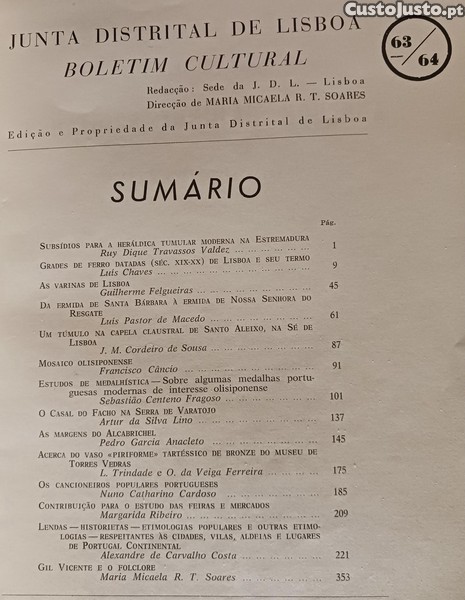 CustoJusto.pt
JUNTA DISTRITAL DE LISBOA
BOLETIM CULTURAL
63/64
Redacção: Sede da J. D. L. — Lisboa
Direcção de MARIA MICAELA R. T. SOARES
Edição e Propriedade da Junta Distrital de Lisboa
SUMÁRIO
Pág.
SUBSÍDIOS PARA A HERÁLDICA TUMULAR MODERNA NA ESTREMADURA
Ruy Dique Travassos Valdez ... ... ... ... ... 1
GRADES DE FERRO DATADAS (SÉC. XIX-XX) DE LISBOA E SEU TERMO
Luís Chaves ... ... ... ... ... ... ... ... ... 9
AS VARINAS DE LISBOA
Guilherme Felgueiras ... ... ... ... ... ... ... 45
DA ERMIDA DE SANTA BÁRBARA À ERMIDA DE NOSSA SENHORA DO
RESGATE
Luís Pastor de Macedo ... ... ... ... ... ... 61
UM TÚMULO NA CAPELA CLAUSTRAL DE SANTO ALEIXO, NA SÉ DE
LISBOA
J. M. Cordeiro de Sousa ... ... ... ... ... ... 87
MOSAICO OLISIPONENSE
Francisco Câncio ... ... ... ... ... ... ... 91
ESTUDOS DE MEDALHÍSTICA — Sobre algumas medalhas portu-
guesas modernas de interesse olisiponense
Sebastião Centeno Fragoso ... ... ... ... ... 101
O CASAL DO FACHO NA SERRA DE VARATOJO
Artur da Silva Lino ... ... ... ... ... ... ... 137
AS MARGENS DO ALCABRICHEL
Pedro Garcia Anacleto ... ... ... ... ... ... 145
ACERCA DO VASO «PIRIFORME» TARTÉSSICO DE BRONZE DO MUSEU DE
TORRES VEDRAS
L. Trindade e O. da Veiga Ferreira ... ... ... 175
OS CANCIONEIROS POPULARES PORTUGUESES
Nuno Catharino Cardoso ... ... ... ... ... ... 185
CONTRIBUIÇÃO PARA O ESTUDO DAS FEIRAS E MERCADOS
Margarida Ribeiro ... ... ... ... ... ... ... 209
LENDAS — HISTORIETAS — ETIMOLOGIAS POPULARES E OUTRAS ETIMO-
LOGIAS — RESPEITANTES ÀS CIDADES, VILAS, ALDEIAS E LUGARES
DE PORTUGAL CONTINENTAL
Alexandre de Carvalho Costa ... ... ... ... ... 221
GIL VICENTE E O FOLCLORE
Maria Micaela R. T. Soares ... ... ... ... ... 353